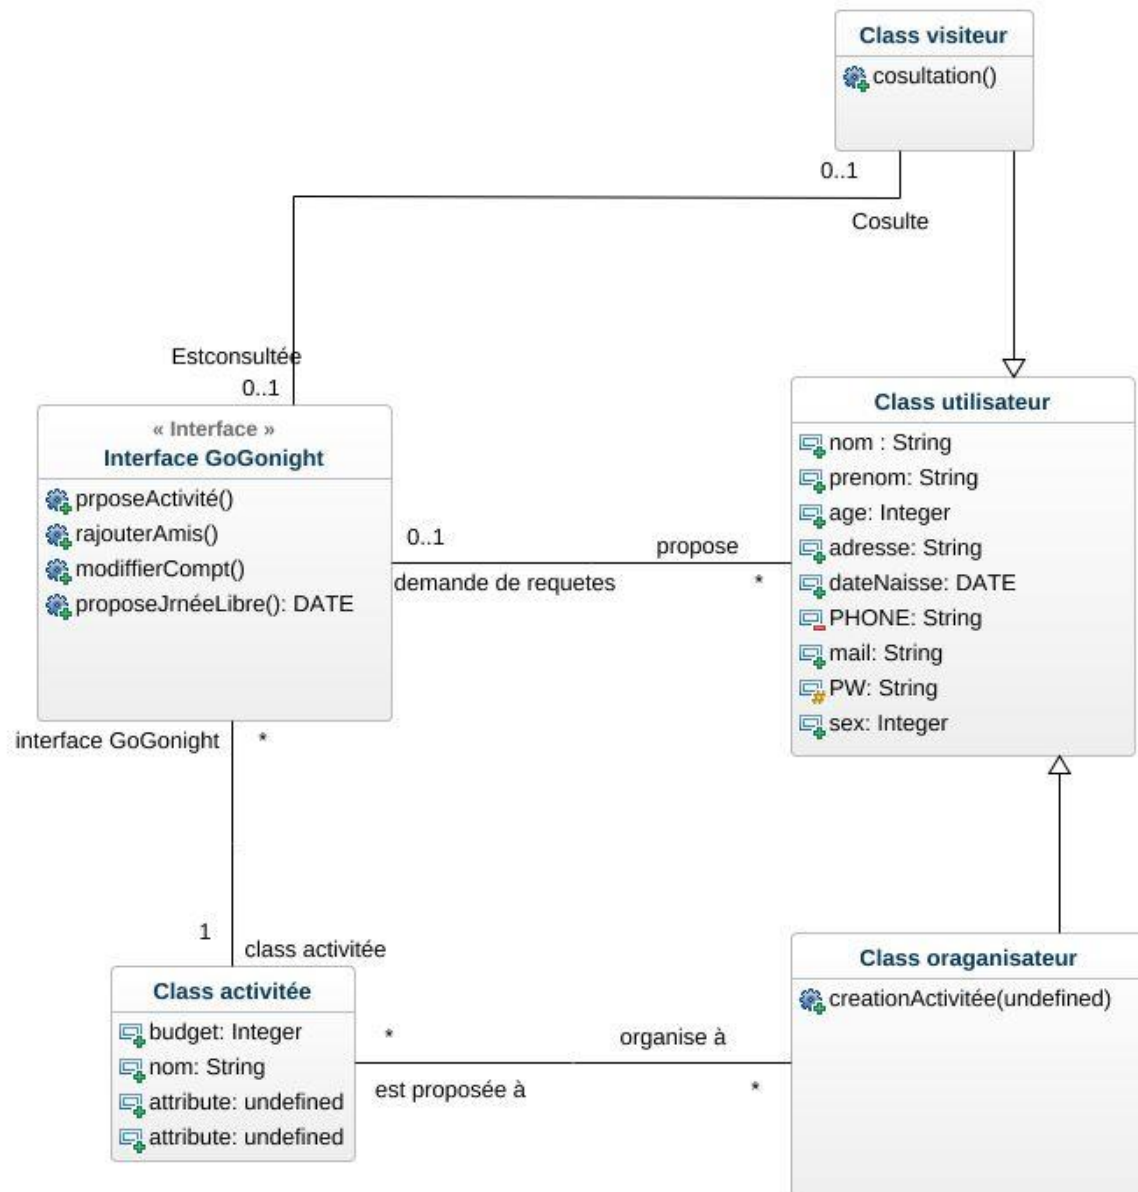 Class visiteur
cosultation()
0..1
Cosulte
Estconsultée
0..1
« Interface »
Interface GoGonight
prposeActivité()
rajouterAmis()
modiffierCompt()
proposeJrnéeLibre(): DATE
0..1
propose
demande de requetes
*
Class utilisateur
nom : String
prenom: String
age: Integer
adresse: String
dateNaisse: DATE
PHONE: String
mail: String
PW: String
sex: Integer
interface GoGonight
*
1
class activitée
Class activitée
budget: Integer
nom: String
attribute: undefined
attribute: undefined
*
organise à
est proposée à
*
Class oraganisateur
creationActivitée(undefined)